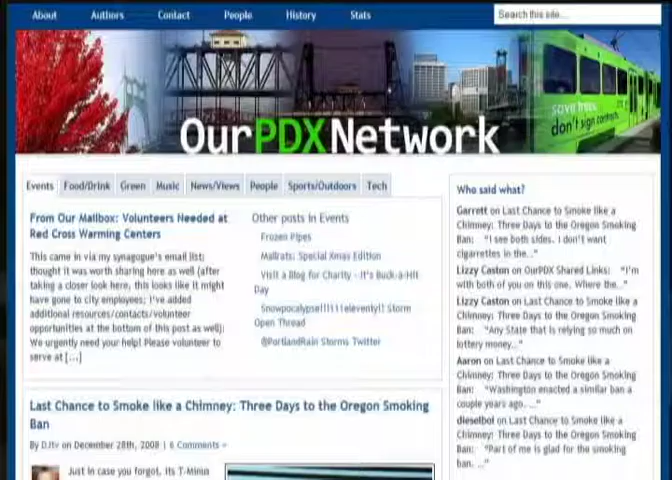 About Authors Contact People History Stats Search this site...
save trees,
don't sign contracts.
OurPDXNetwork
Events Food/Drink Green Music News/Views People Sports/Outdoors Tech
From Our Mailbox: Volunteers Needed at
Red Cross Warming Centers
This came in via my synagogue's email list;
thought it was worth sharing here as well (after
taking a closer look here, this looks like it might
have gone to city employees; I've added
additional resources/contacts/volunteer
opportunities at the bottom of this post as well):
We urgently need your help! Please volunteer to
serve at [...]
Other posts in Events
Frozen Pipes
Mallrats: Special Xmas Edition
Visit a Blog for Charity - It's Buck-a-Hit
Day
Snowpocalypse!!!1!1!eleventy!! Storm
Open Thread
@PortlandRain Storms Twitter
Last Chance to Smoke like a Chimney: Three Days to the Oregon Smoking
Ban
By DJtv on December 28th, 2008 | 6 Comments »
Just in case you forgot, its T-Minus
Who said what?
Garrett on Last Chance to Smoke like a
Chimney: Three Days to the Oregon Smoking
Ban: "I see both sides. I don't want
cigarettes in the..."
Lizzy Caston on OurPDX Shared Links: "I'm
with both of you on this one. Where the..."
Lizzy Caston on Last Chance to Smoke like a
Chimney: Three Days to the Oregon Smoking
Ban: "Any State that is relying so much on
lottery money..."
Aaron on Last Chance to Smoke like a
Chimney: Three Days to the Oregon Smoking
Ban: "Washington enacted a similar ban a
couple years ago. ..."
dieselboi on Last Chance to Smoke like a
Chimney: Three Days to the Oregon Smoking
Ban: "Part of me is glad for the smoking
ban. ..."